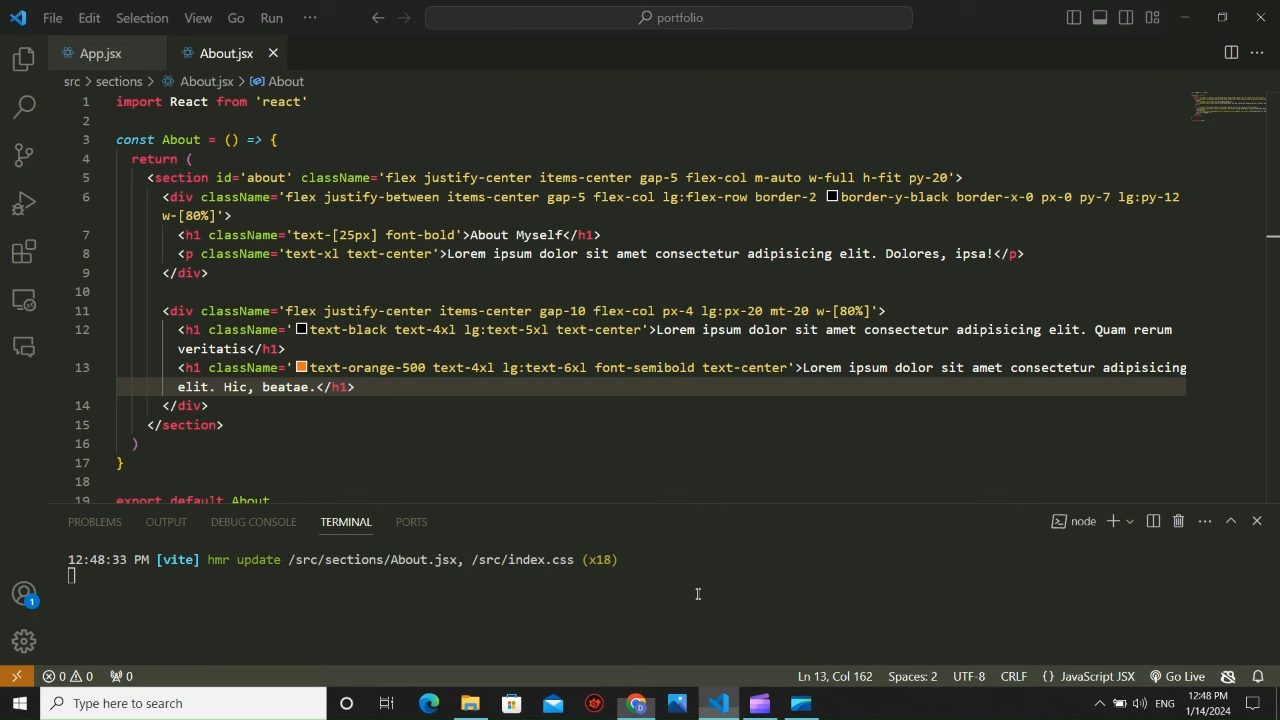 File Edit Selection View Go Run ··· portfolio
App.jsx About.jsx
src > sections > About.jsx > About
1 import React from 'react'
2
3 const About = () => {
4 return (
5 <section id='about' className='flex justify-center items-center gap-5 flex-col m-auto w-full h-fit py-20'>
6 <div className='flex justify-between items-center gap-5 flex-col lg:flex-row border-2 border-y-black border-x-0 px-0 py-7 lg:py-12
w-[80%]'>
7 <h1 className='text-[25px] font-bold'>About Myself</h1>
8 <p className='text-xl text-center'>Lorem ipsum dolor sit amet consectetur adipisicing elit. Dolores, ipsa!</p>
9 </div>
10
11 <div className='flex justify-center items-center gap-10 flex-col px-4 lg:px-20 mt-20 w-[80%]'>
12 <h1 className='text-black text-4xl lg:text-5xl text-center'>Lorem ipsum dolor sit amet consectetur adipisicing elit. Quam rerum
veritatis</h1>
13 <h1 className='text-orange-500 text-4xl lg:text-6xl font-semibold text-center'>Lorem ipsum dolor sit amet consectetur adipisicing
elit. Hic, beatae.</h1>
14 </div>
15 </section>
16 )
17 }
18
19 export default About
PROBLEMS OUTPUT DEBUG CONSOLE TERMINAL PORTS node
12:48:33 PM [vite] hmr update /src/sections/About.jsx, /src/index.css (x18)
1
0 0 0 Ln 13, Col 162 Spaces: 2 UTF-8 CRLF {} JavaScript JSX Go Live
Type here to search ENG 12:48 PM
1/14/2024